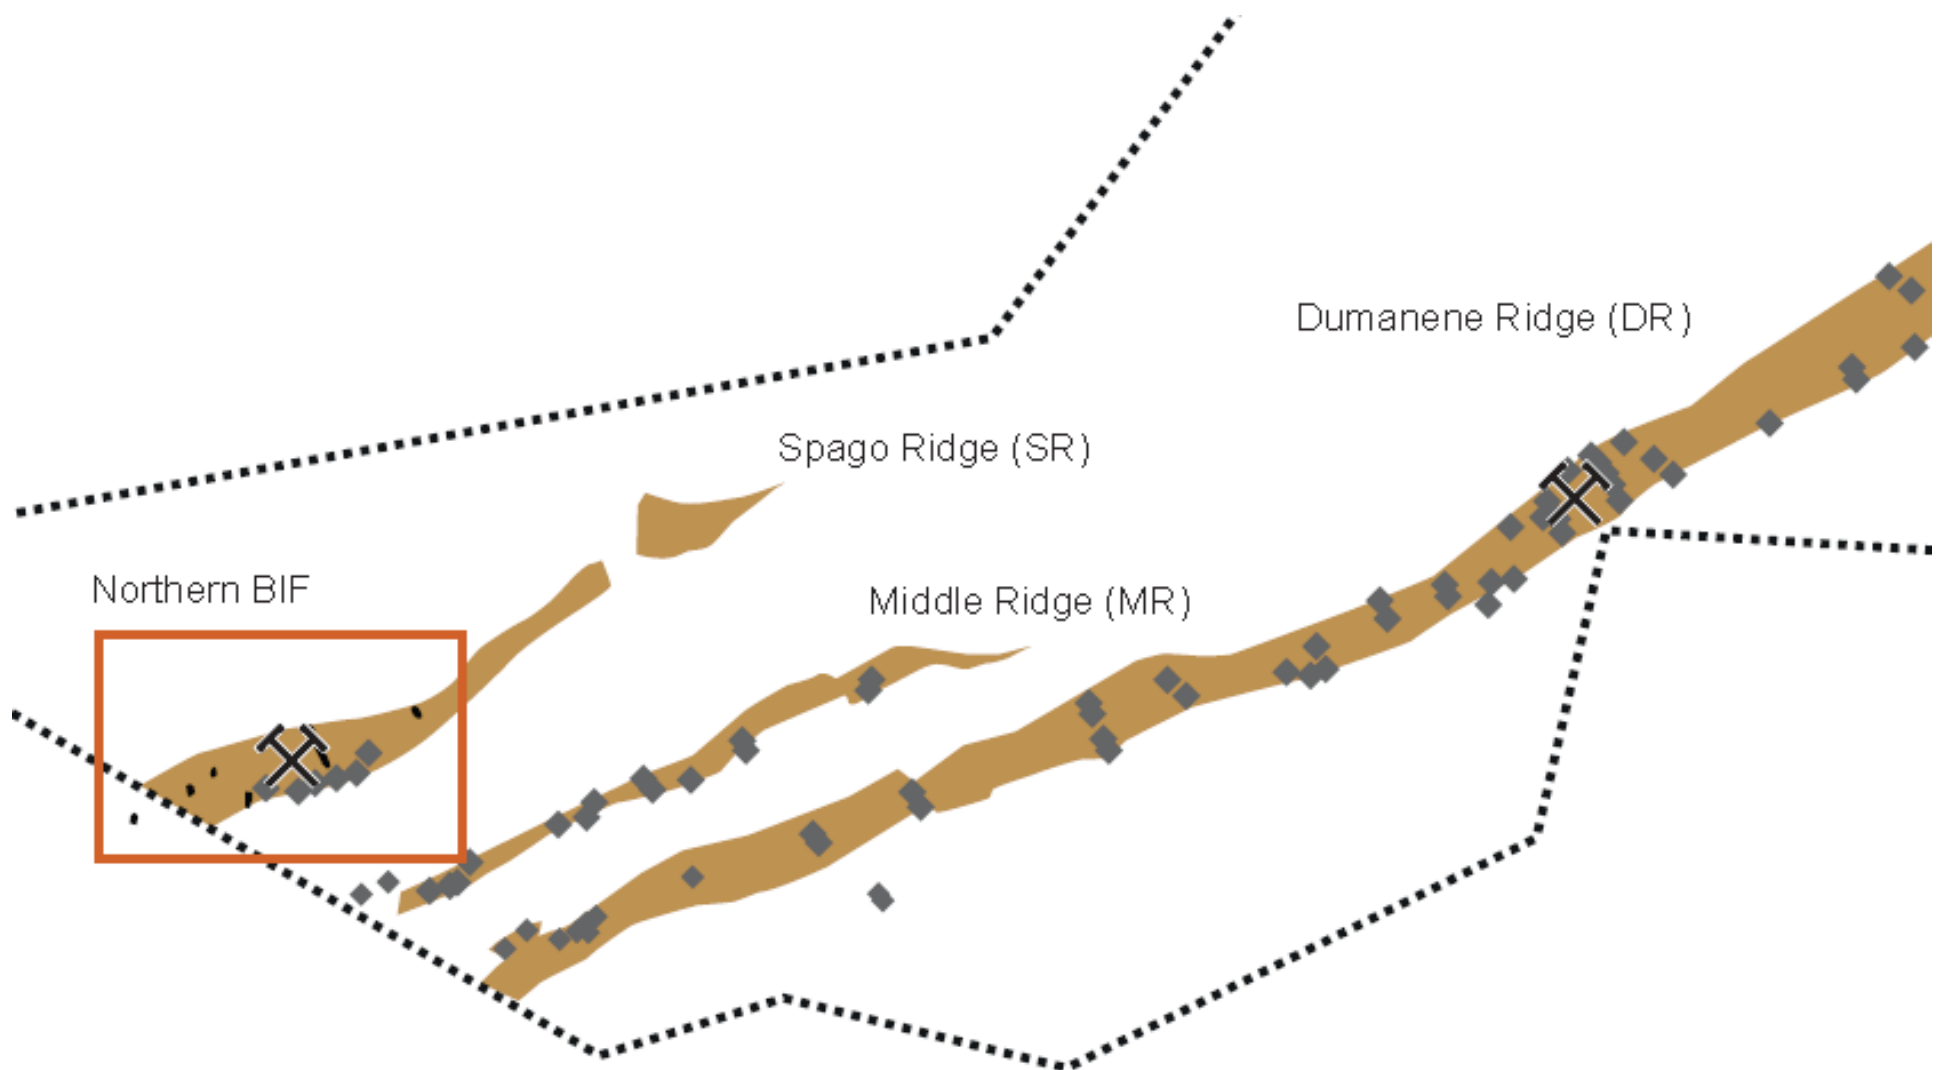 Dumanene Ridge (DR)
Spago Ridge (SR)
Northern BIF
Middle Ridge (MR)